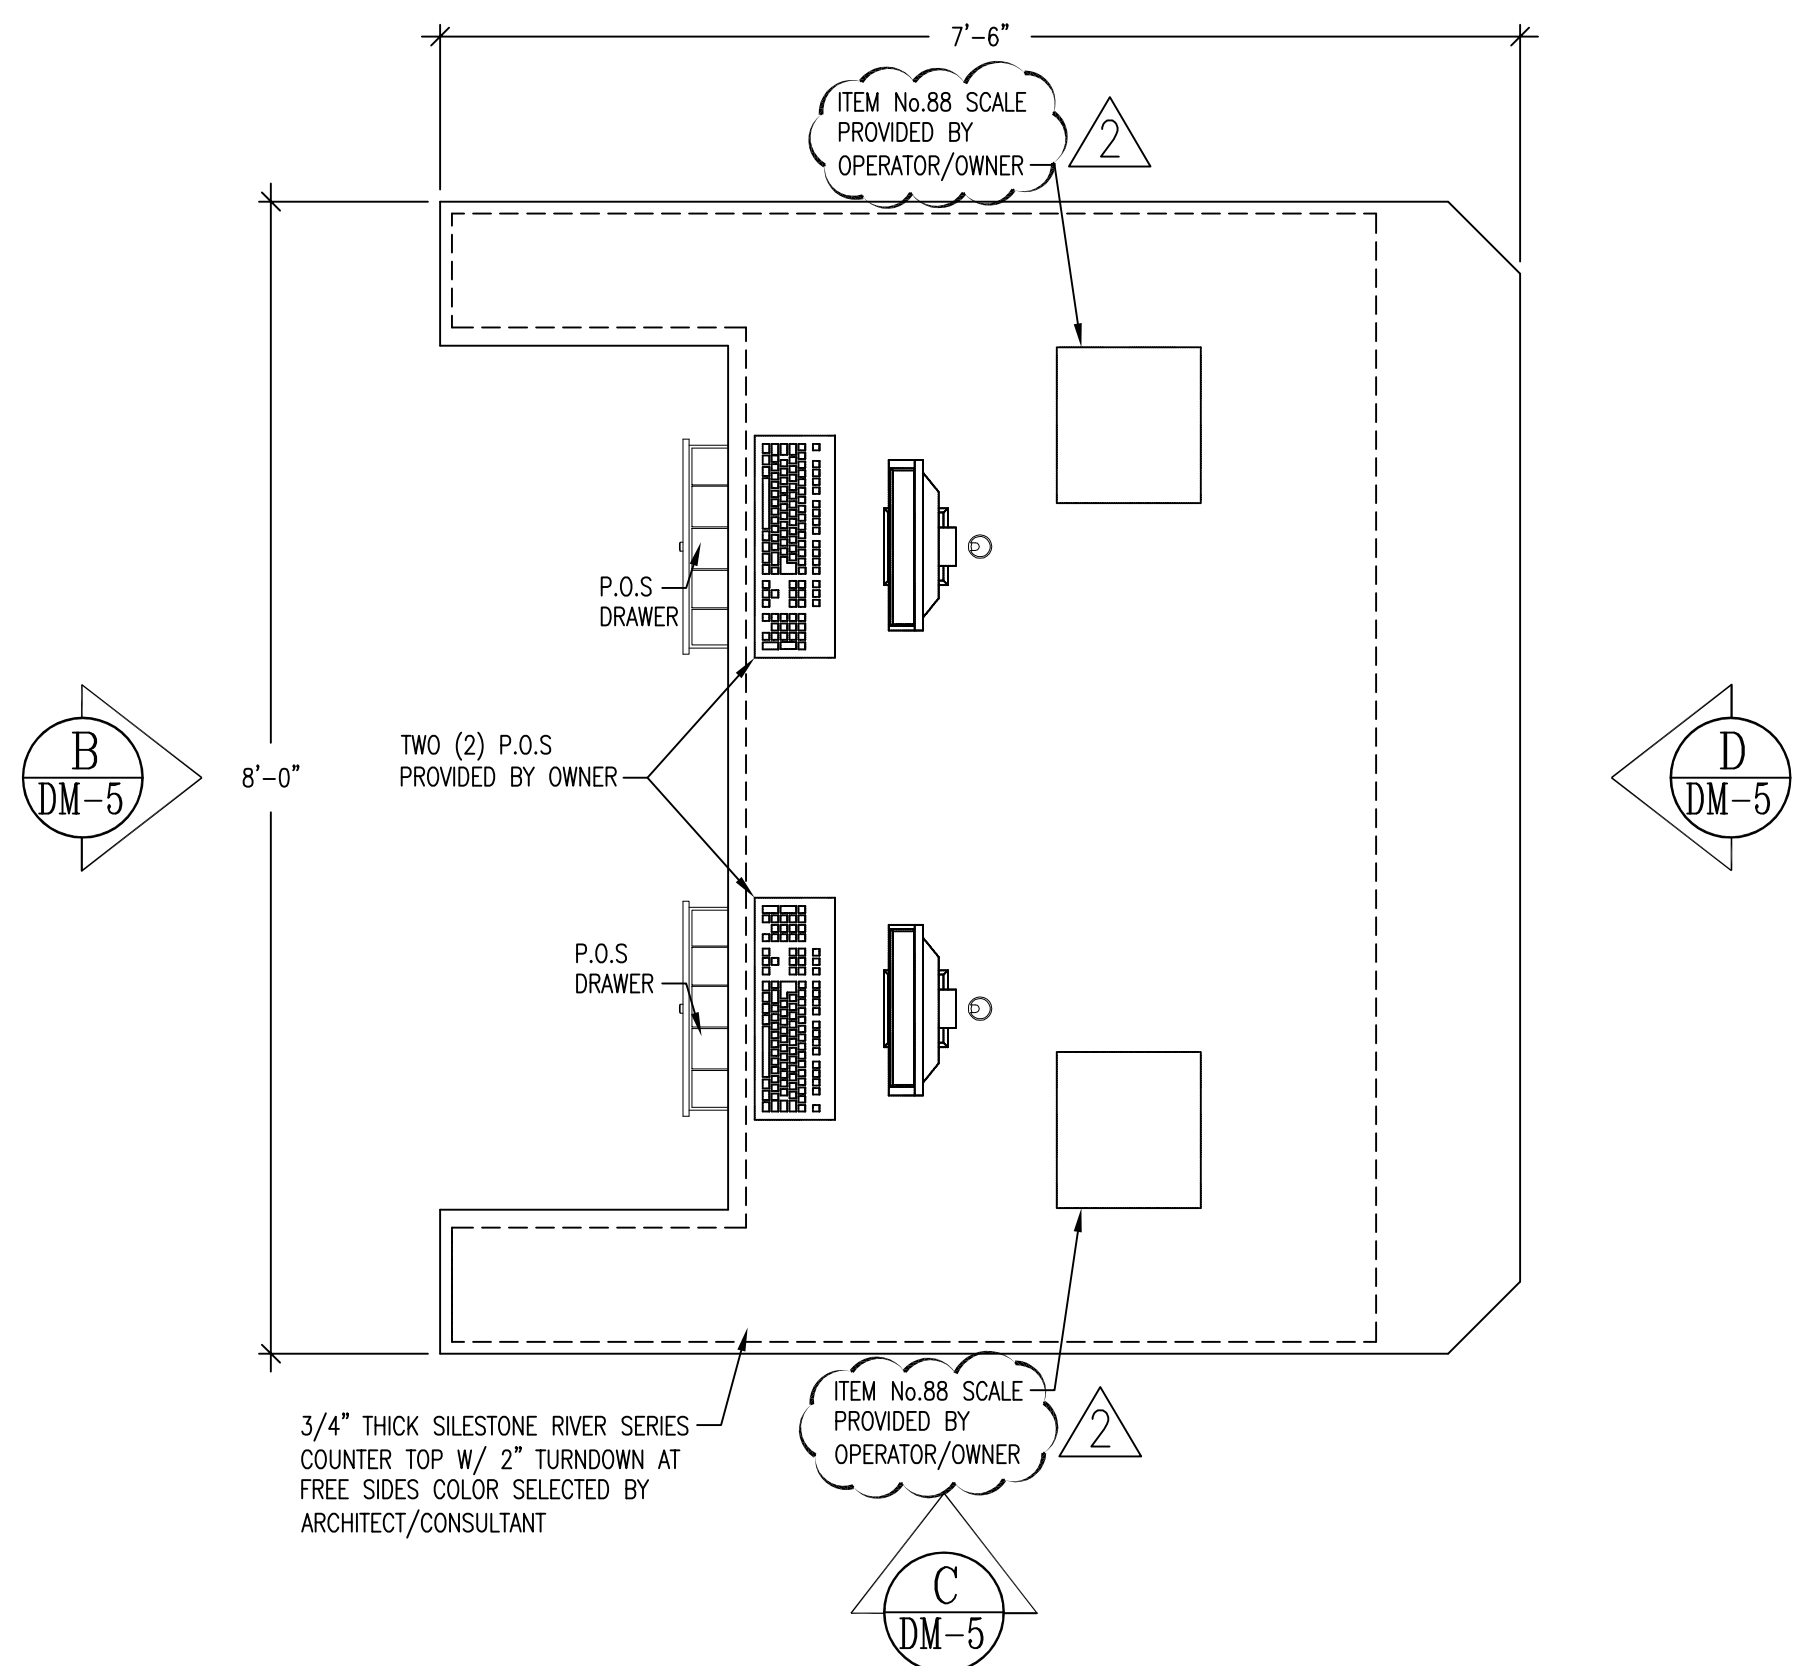 7'-6"
ITEM No.88 SCALE
PROVIDED BY
OPERATOR/OWNER
2
P.O.S
DRAWER
TWO (2) P.O.S
PROVIDED BY OWNER
B
DM-5
8'-0"
D
DM-5
P.O.S
DRAWER
3/4" THICK SILESTONE RIVER SERIES
COUNTER TOP W/ 2" TURNDOWN AT
FREE SIDES COLOR SELECTED BY
ARCHITECT/CONSULTANT
ITEM No.88 SCALE
PROVIDED BY
OPERATOR/OWNER
2
C
DM-5